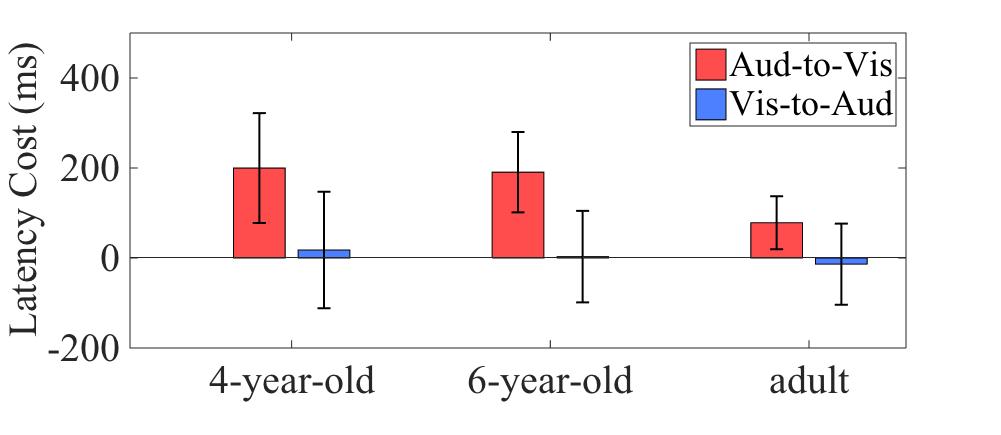 Latency Cost (ms)
400
200
0
-200
Aud-to-Vis
Vis-to-Aud
4-year-old
6-year-old
adult